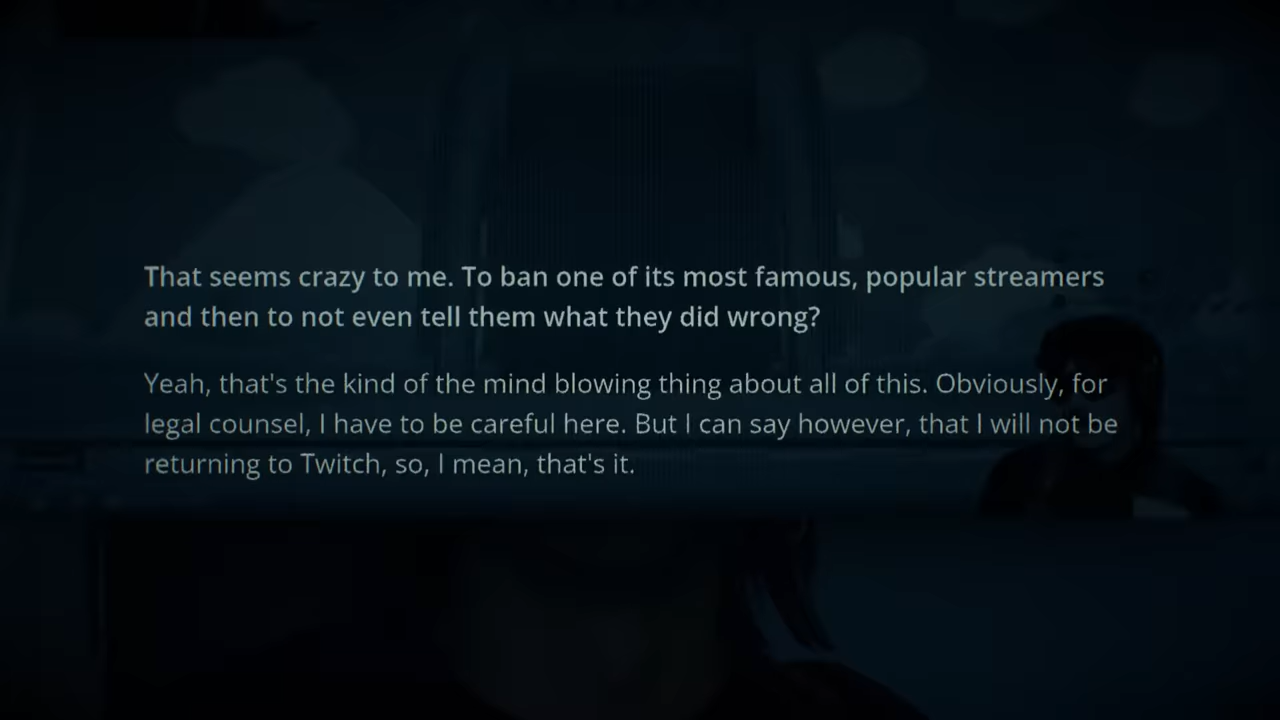 That seems crazy to me. To ban one of its most famous, popular streamers
and then to not even tell them what they did wrong?
Yeah, that's the kind of the mind blowing thing about all of this. Obviously, for
legal counsel, I have to be careful here. But I can say however, that I will not be
returning to Twitch, so, I mean, that's it.